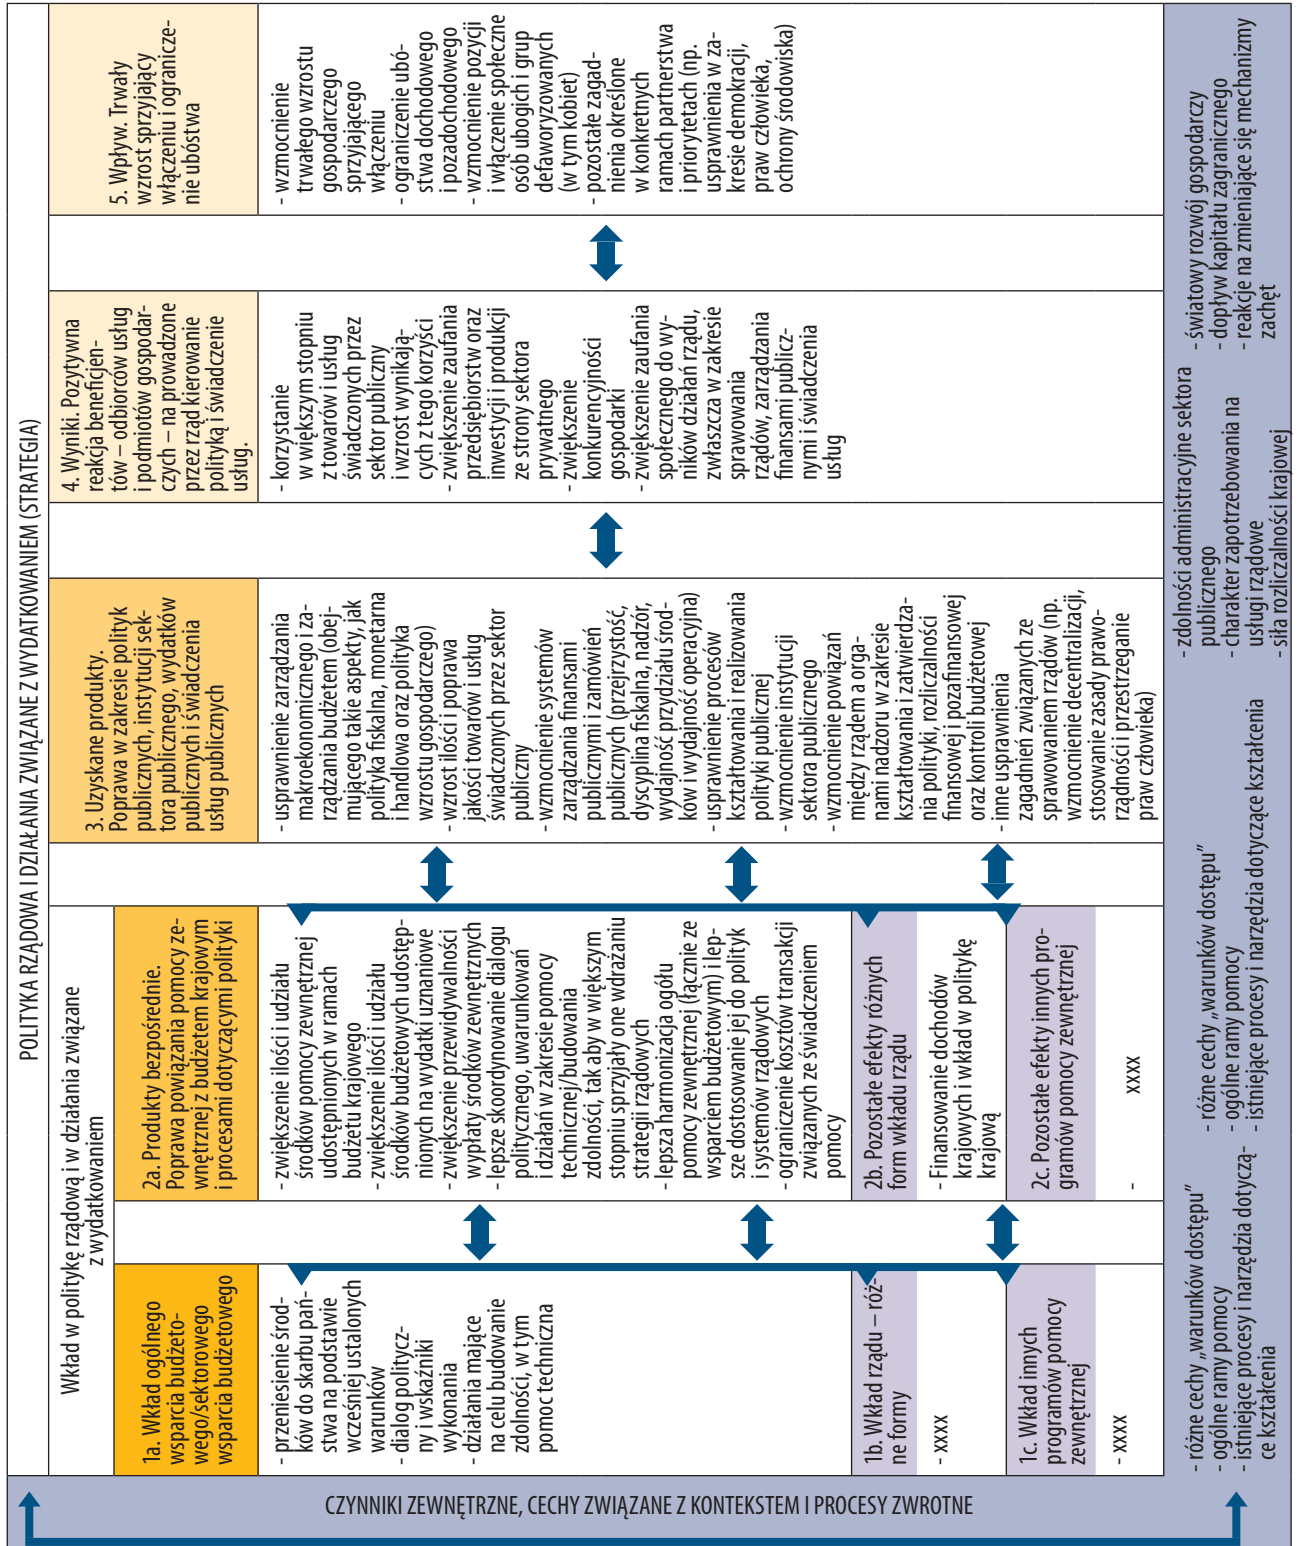 POLITYKA RZĄDOWA I DZIAŁANIA ZWIĄZANE Z WYDATKOWANIEM (STRATEGIA)
Wkład w politykę rządową i w działania związane
z wydatkowaniem
1a. Wkład ogólnego
wsparcia budżeto-
wego/sektorowego
wsparcia budżetowego
- przeniesienie środ-
ków do skarbu pań-
stwa na podstawie
wcześniej ustalonych
warunków
- dialog politycz-
ny i wskaźniki
wykonania
- działania mające
na celu budowanie
zdolności, w tym
pomoc techniczna
1b. Wkład rządu – róż-
ne formy
- xxxx
1c. Wkład innych
programów pomocy
zewnętrznej
- xxxx
2a. Produkty bezpośrednie.
Poprawa powiązania pomocy ze-
wnętrznej z budżetem krajowym
i procesami dotyczącymi polityki
- zwiększenie ilości i udziału
środków pomocy zewnętrznej
udostępnionych w ramach
budżetu krajowego
- zwiększenie ilości i udziału
środków budżetowych udostęp-
nionych na wydatki uznaniowe
- zwiększenie przewidywalności
wypłaty środków zewnętrznych
- lepsze skoordynowanie dialogu
politycznego, uwarunkowań
i działań w zakresie pomocy
technicznej/budowania
zdolności, tak aby w większym
stopniu sprzyjały one wdrażaniu
strategii rządowych
- lepsza harmonizacja ogółu
pomocy zewnętrznej (łącznie ze
wsparciem budżetowym) i lep-
sze dostosowanie jej do polityk
i systemów rządowych
- ograniczenie kosztów transakcji
związanych ze świadczeniem
pomocy
2b. Pozostałe efekty różnych
form wkładu rządu
- Finansowanie dochodów
krajowych i wkład w politykę
krajową
2c. Pozostałe efekty innych pro-
gramów pomocy zewnętrznej
- xxxx
3. Uzyskane produkty.
Poprawa w zakresie polityk
publicznych, instytucji sek-
tora publicznego, wydatków
publicznych i świadczenia
usług publicznych
- usprawnienie zarządzania
makroekonomicznego i za-
rządzania budżetem (obej-
mującego takie aspekty, jak
polityka fiskalna, monetarna
i handlowa oraz polityka
wzrostu gospodarczego)
- wzrost ilości i poprawa
jakości towarów i usług
świadczonych przez sektor
publiczny
- wzmocnienie systemów
zarządzania finansami
publicznymi i zamówień
publicznych (przejrzystość,
dyscyplina fiskalna, nadzór,
wydajność przydziału środ-
ków i wydajność operacyjna)
- usprawnienie procesów
kształtowania i realizowania
polityki publicznej
- wzmocnienie instytucji
sektora publicznego
- wzmocnienie powiązań
między rządem a orga-
nami nadzoru w zakresie
kształtowania i zatwierdza-
nia polityki, rozliczalności
finansowej i pozafinansowej
oraz kontroli budżetowej
- inne usprawnienia
zagadnień związanych ze
sprawowaniem rządów (np.
wzmocnienie decentralizacji,
stosowanie zasady prawo-
rządności i przestrzeganie
praw człowieka)
4. Wyniki. Pozytywna
reakcja beneficjen-
tów – odbiorców usług
i podmiotów gospodar-
czych – na prowadzone
przez rząd kierowanie
polityką i świadczenie
usług.
- korzystanie
w większym stopniu
z towarów i usług
świadczonych przez
sektor publiczny
i wzrost wynikają-
cych z tego korzyści
- zwiększenie zaufania
przedsiębiorstw oraz
inwestycji i produkcji
ze strony sektora
prywatnego
- zwiększenie
konkurencyjności
gospodarki
- zwiększenie zaufania
społecznego do wy-
ników działań rządu,
zwłaszcza w zakresie
sprawowania
rządów, zarządzania
finansami publicz-
nymi i świadczenia
usług
5. Wpływ. Trwały
wzrost sprzyjający
włączeniu i ogranicze-
nie ubóstwa
- wzmocnienie
trwałego wzrostu
gospodarczego
sprzyjającego
włączeniu
- ograniczenie ubó-
stwa dochodowego
i pozadochodowego
- wzmocnienie pozycji
i włączenie społeczne
osób ubogich i grup
defaworyzowanych
(w tym kobiet)
- pozostałe zagad-
nienia określone
w konkretnych
ramach partnerstwa
i priorytetach (np.
usprawnienia w za-
kresie demokracji,
praw człowieka,
ochrony środowiska)
CZYNNIKI ZEWNĘTRZNE, CECHY ZWIĄZANE Z KONTEKSTEM I PROCESY ZWROTNE
- różne cechy „warunków dostępu”
- ogólne ramy pomocy
- istniejące procesy i narzędzia dotyczą-
ce kształcenia
- różne cechy „warunków dostępu”
- ogólne ramy pomocy
- istniejące procesy i narzędzia dotyczące kształcenia
- zdolności administracyjne sektora
publicznego
- charakter zapotrzebowania na
usługi rządowe
- siła rozliczalności krajowej
- światowy rozwój gospodarczy
- dopływ kapitału zagranicznego
- reakcje na zmieniające się mechanizmy
zachęt